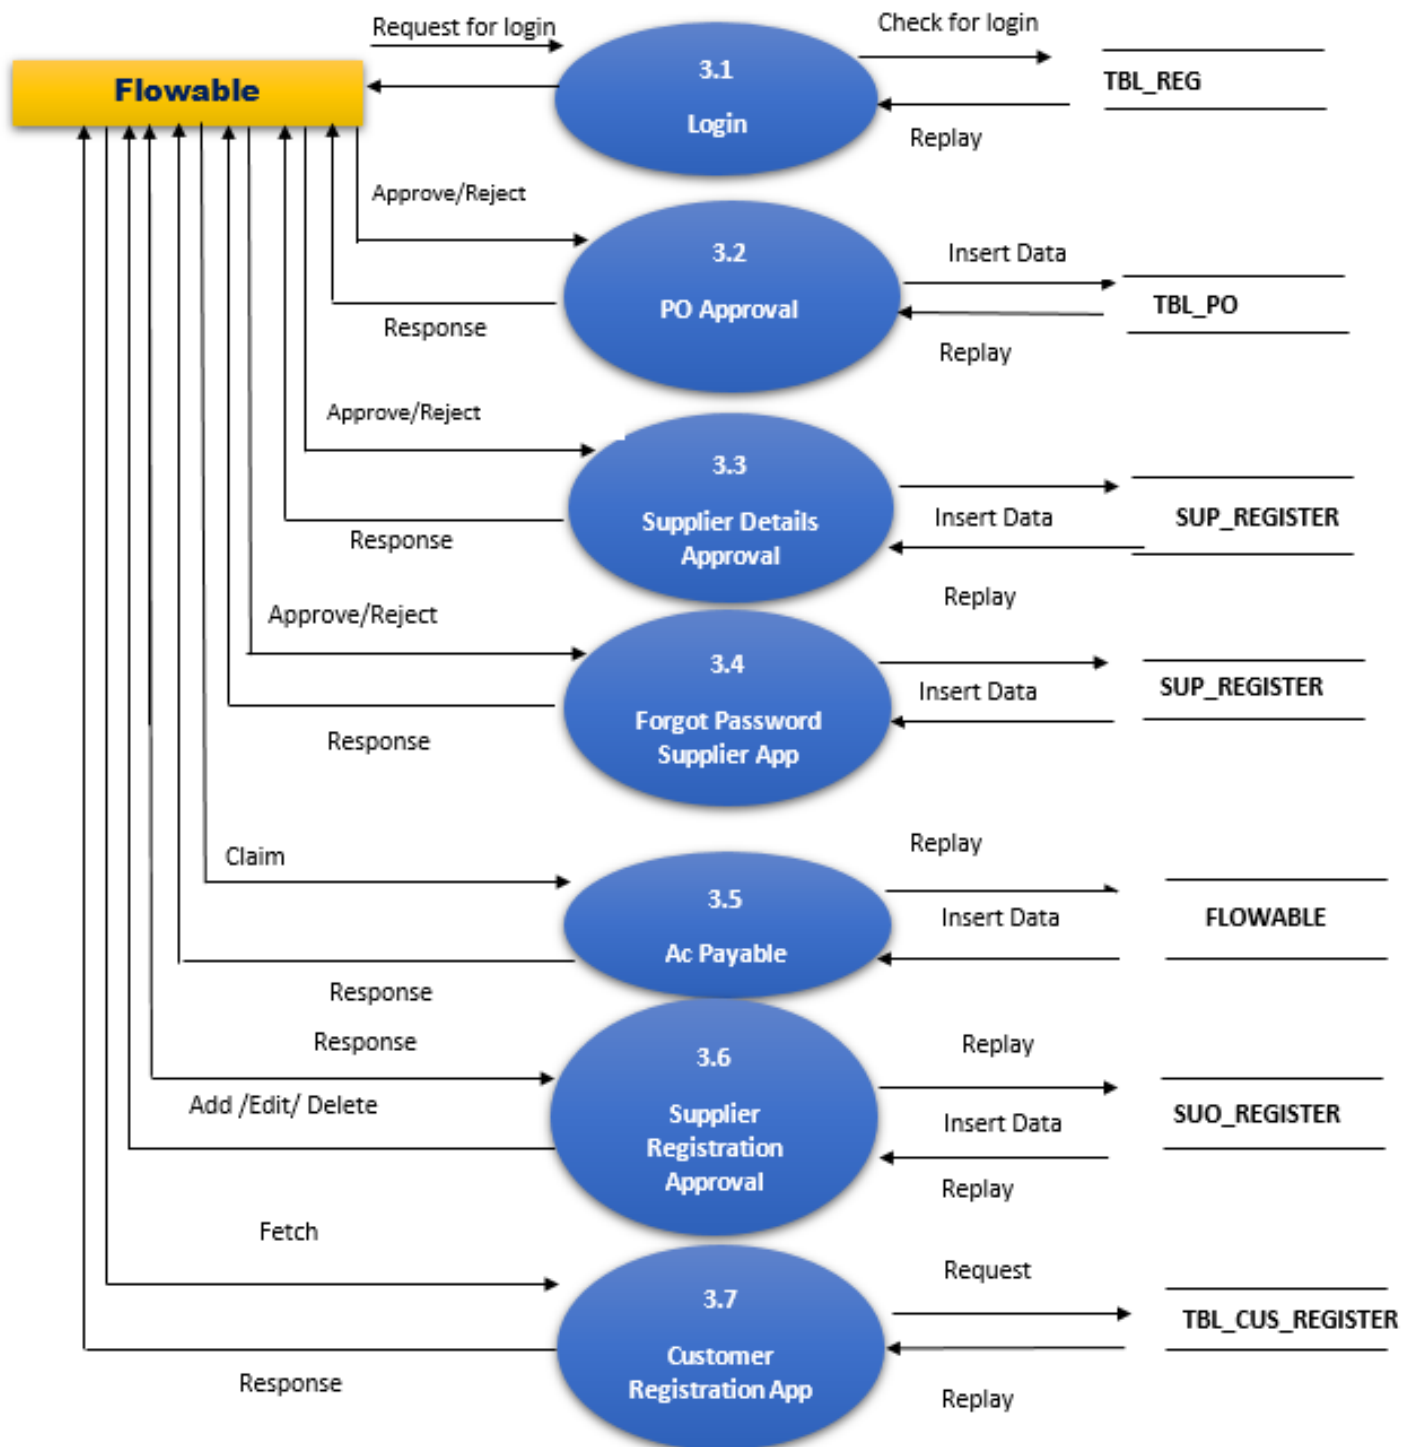 Request for login
Check for login
Flowable
3.1
Login
TBL_REG
Replay
Approve/Reject
3.2
PO Approval
Insert Data
TBL_PO
Response
Replay
Approve/Reject
3.3
Supplier Details
Approval
Insert Data
SUP_REGISTER
Response
Replay
Approve/Reject
3.4
Forgot Password
Supplier App
Insert Data
SUP_REGISTER
Response
Replay
Claim
3.5
Ac Payable
Insert Data
FLOWABLE
Response
Response
Replay
3.6
Supplier
Registration
Approval
Add /Edit/ Delete
Insert Data
SUO_REGISTER
Replay
Fetch
Request
3.7
Customer
Registration App
TBL_CUS_REGISTER
Response
Replay